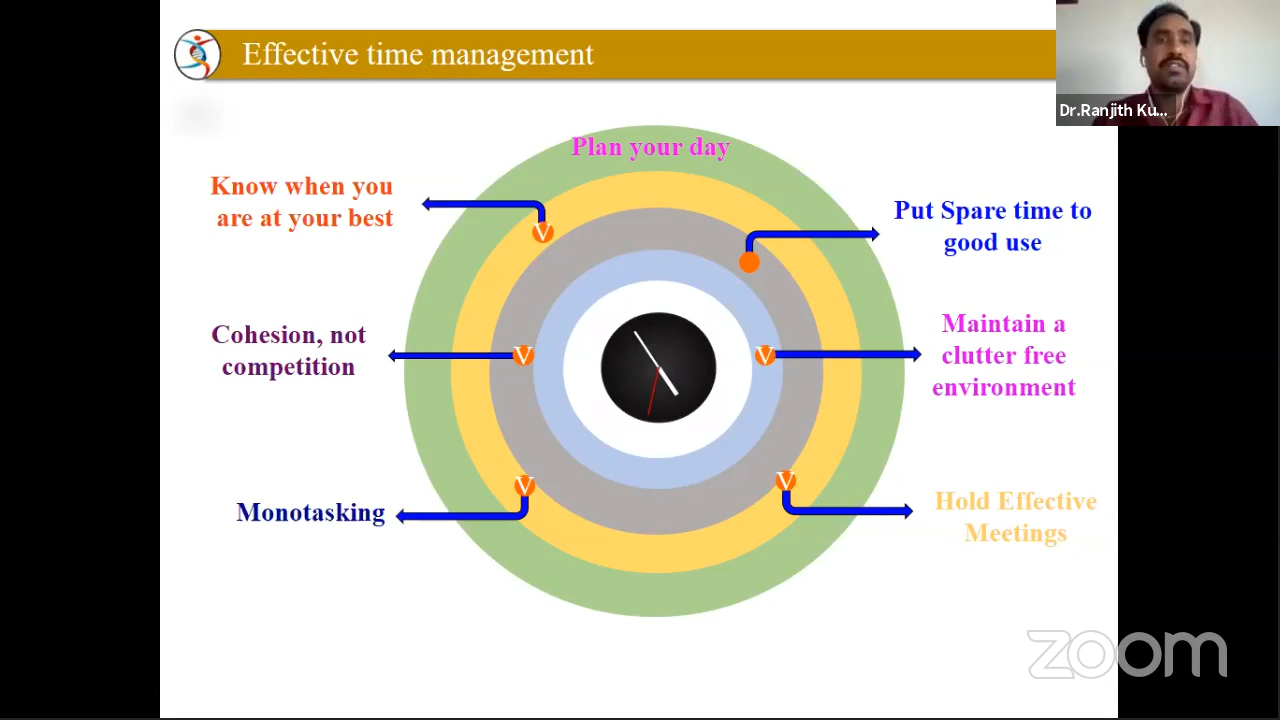 Effective time management
Dr.Ranjith Ku...
Plan your day
Know when you
are at your best
Put Spare time to
good use
Cohesion, not
competition
Maintain a
clutter free
environment
Monotasking
Hold Effective
Meetings
V
V
V
V
V
zoom